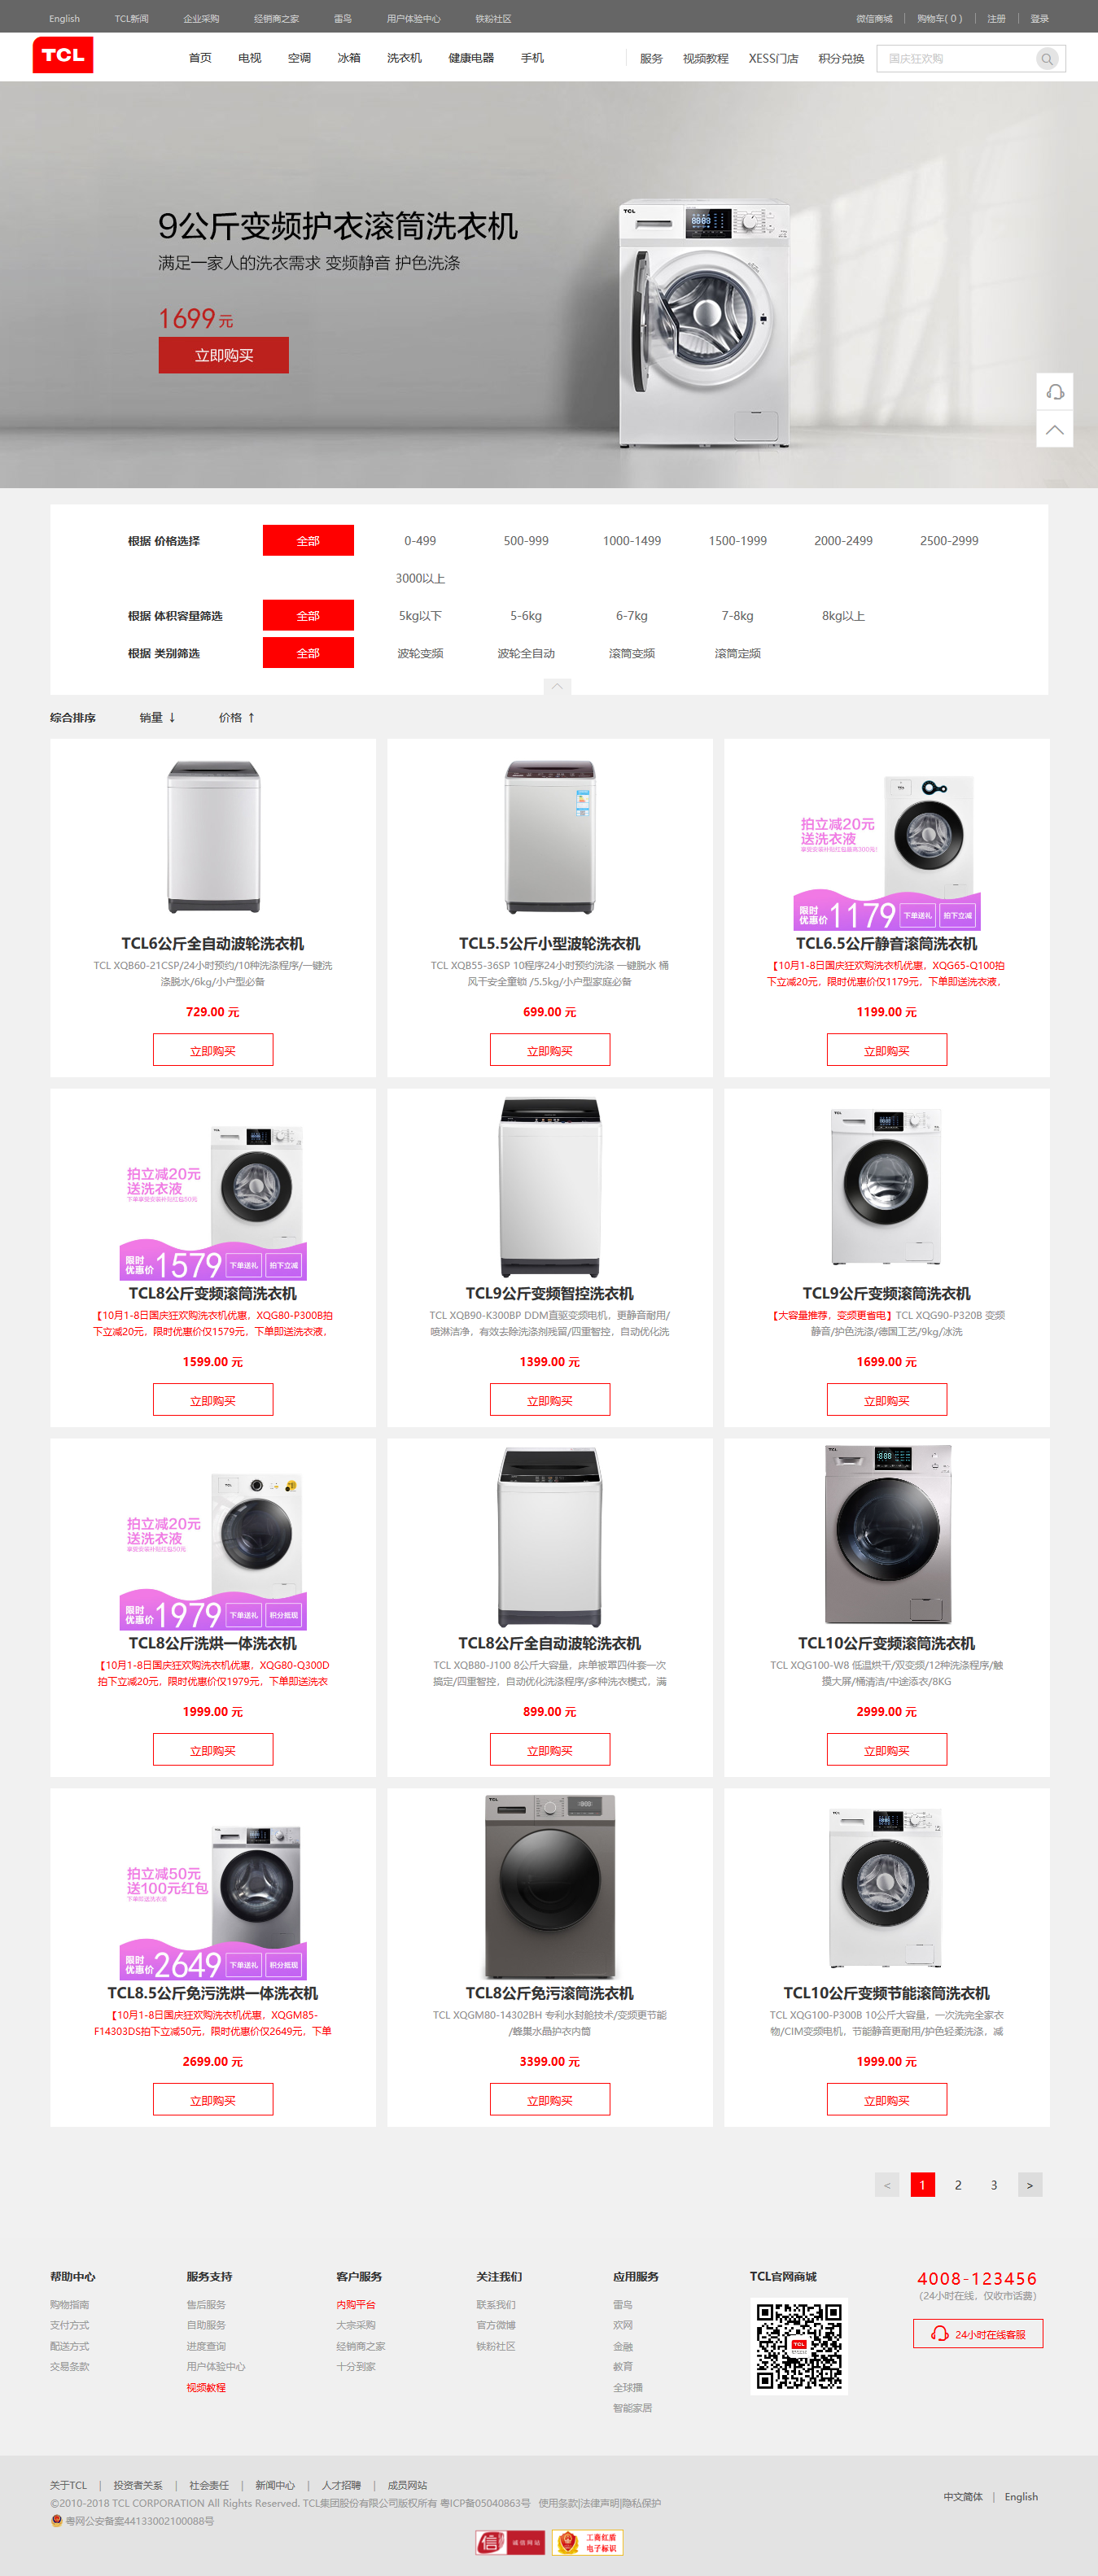 English TCL新闻 企业采购 经销商之家 雷鸟 用户体验中心 铁粉社区 微信商城 购物车( 0 ) 注册 登录
TCL 首页 电视 空调 冰箱 洗衣机 健康电器 手机 服务 视频教程 XESS门店 积分兑换 国庆狂欢购
9公斤变频护衣滚筒洗衣机
满足一家人的洗衣需求 变频静音 护色洗涤
1699 元
立即购买
根据 价格选择 全部 0-499 500-999 1000-1499 1500-1999 2000-2499 2500-2999
3000以上
根据 体积容量筛选 全部 5kg以下 5-6kg 6-7kg 7-8kg 8kg以上
根据 类别筛选 全部 波轮变频 波轮全自动 滚筒变频 滚筒定频
综合排序 销量 ↓ 价格 ↑
TCL6公斤全自动波轮洗衣机
TCL XQB60-21CSP/24小时预约/10种洗涤程序/一键洗
涤脱水/6kg/小户型必备
729.00 元
立即购买
TCL5.5公斤小型波轮洗衣机
TCL XQB55-36SP 10程序24小时预约洗涤 一键脱水 桶
风干安全童锁 /5.5kg/小户型家庭必备
699.00 元
立即购买
拍立减20元
送洗衣液
享受安装补贴红包最高300元!
限时
优惠价 1179 下单送礼 拍下立减
TCL6.5公斤静音滚筒洗衣机
【10月1-8日国庆狂欢购洗衣机优惠，XQG65-Q100拍
下立减20元，限时优惠价仅1179元，下单即送洗衣液，
1199.00 元
立即购买
拍立减20元
送洗衣液
下单享受安装补贴红包50元
限时
优惠价 1579 下单送礼 拍下立减
TCL8公斤变频滚筒洗衣机
【10月1-8日国庆狂欢购洗衣机优惠，XQG80-P300B拍
下立减20元，限时优惠价仅1579元，下单即送洗衣液，
1599.00 元
立即购买
TCL9公斤变频智控洗衣机
TCL XQB90-K300BP DDM直驱变频电机，更静音耐用/
喷淋洁净，有效去除洗涤剂残留/四重智控，自动优化洗
1399.00 元
立即购买
TCL9公斤变频滚筒洗衣机
【大容量推荐，变频更省电】TCL XQG90-P320B 变频
静音/护色洗涤/德国工艺/9kg/冰洗
1699.00 元
立即购买
拍立减20元
送洗衣液
享受安装补贴红包50元
限时
优惠价 1979 下单送礼 积分抵现
TCL8公斤洗烘一体洗衣机
【10月1-8日国庆狂欢购洗衣机优惠，XQG80-Q300D
拍下立减20元，限时优惠价仅1979元，下单即送洗衣
1999.00 元
立即购买
TCL8公斤全自动波轮洗衣机
TCL XQB80-J100 8公斤大容量，床单被罩四件套一次
搞定/四重智控，自动优化洗涤程序/多种洗衣模式，满
899.00 元
立即购买
TCL10公斤变频滚筒洗衣机
TCL XQG100-W8 低温烘干/双变频/12种洗涤程序/触
摸大屏/桶清洁/中途添衣/8KG
2999.00 元
立即购买
拍立减50元
送100元红包
下单即送洗衣液
限时
优惠价 2649 下单送礼 积分抵现
TCL8.5公斤免污洗烘一体洗衣机
【10月1-8日国庆狂欢购洗衣机优惠，XQGM85-
F14303DS拍下立减50元，限时优惠价仅2649元，下单
2699.00 元
立即购买
TCL8公斤免污滚筒洗衣机
TCL XQGM80-14302BH 专利水封舱技术/变频更节能
/蜂巢水晶护衣内筒
3399.00 元
立即购买
TCL10公斤变频节能滚筒洗衣机
TCL XQG100-P300B 10公斤大容量，一次洗完全家衣
物/CIM变频电机，节能静音更耐用/护色轻柔洗涤，减
1999.00 元
立即购买
< 1 2 3 >
帮助中心
购物指南
支付方式
配送方式
交易条款
服务支持
售后服务
自助服务
进度查询
用户体验中心
视频教程
客户服务
内购平台
大宗采购
经销商之家
十分到家
关注我们
联系我们
官方微博
铁粉社区
应用服务
雷鸟
欢网
金融
教育
全球播
智能家居
TCL官网商城
4008-123456
(24小时在线，仅收市话费)
24小时在线客服
关于TCL | 投资者关系 | 社会责任 | 新闻中心 | 人才招聘 | 成员网站
©2010-2018 TCL CORPORATION All Rights Reserved. TCL集团股份有限公司版权所有 粤ICP备05040863号 使用条款|法律声明|隐私保护
粤网公安备案44133002100088号
中文简体 | English
信 诚信网站
工商红盾
电子标识